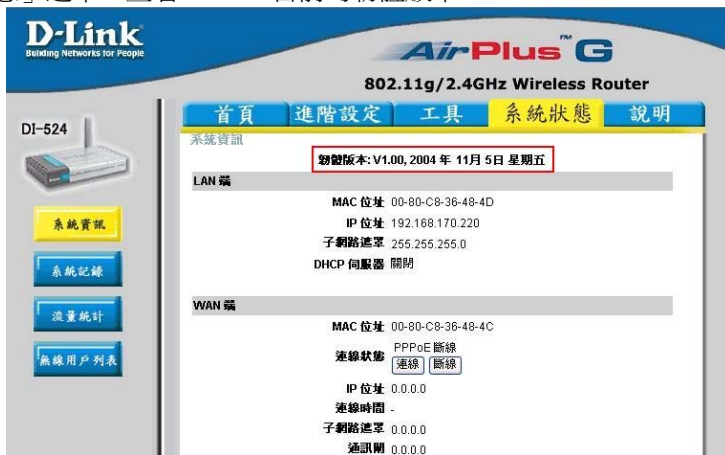 D-Link
Building Networks for People
AirPlus G™
802.11g/2.4GHz Wireless Router
DI-524
首頁 進階設定 工具 系統狀態 說明
系統資訊
系統記錄
流量統計
無線用戶列表
系統資訊
韌體版本: V1.00, 2004 年 11月 5日 星期五
LAN 端
MAC 位址 00-80-C8-36-48-4D
IP 位址 192.168.170.220
子網路遮罩 255.255.255.0
DHCP 伺服器 關閉
WAN 端
MAC 位址 00-80-C8-36-48-4C
連線狀態 PPPoE 斷線
連線 斷線
IP 位址 0.0.0.0
連線時間 -
子網路遮罩 0.0.0.0
通訊閘 0.0.0.0